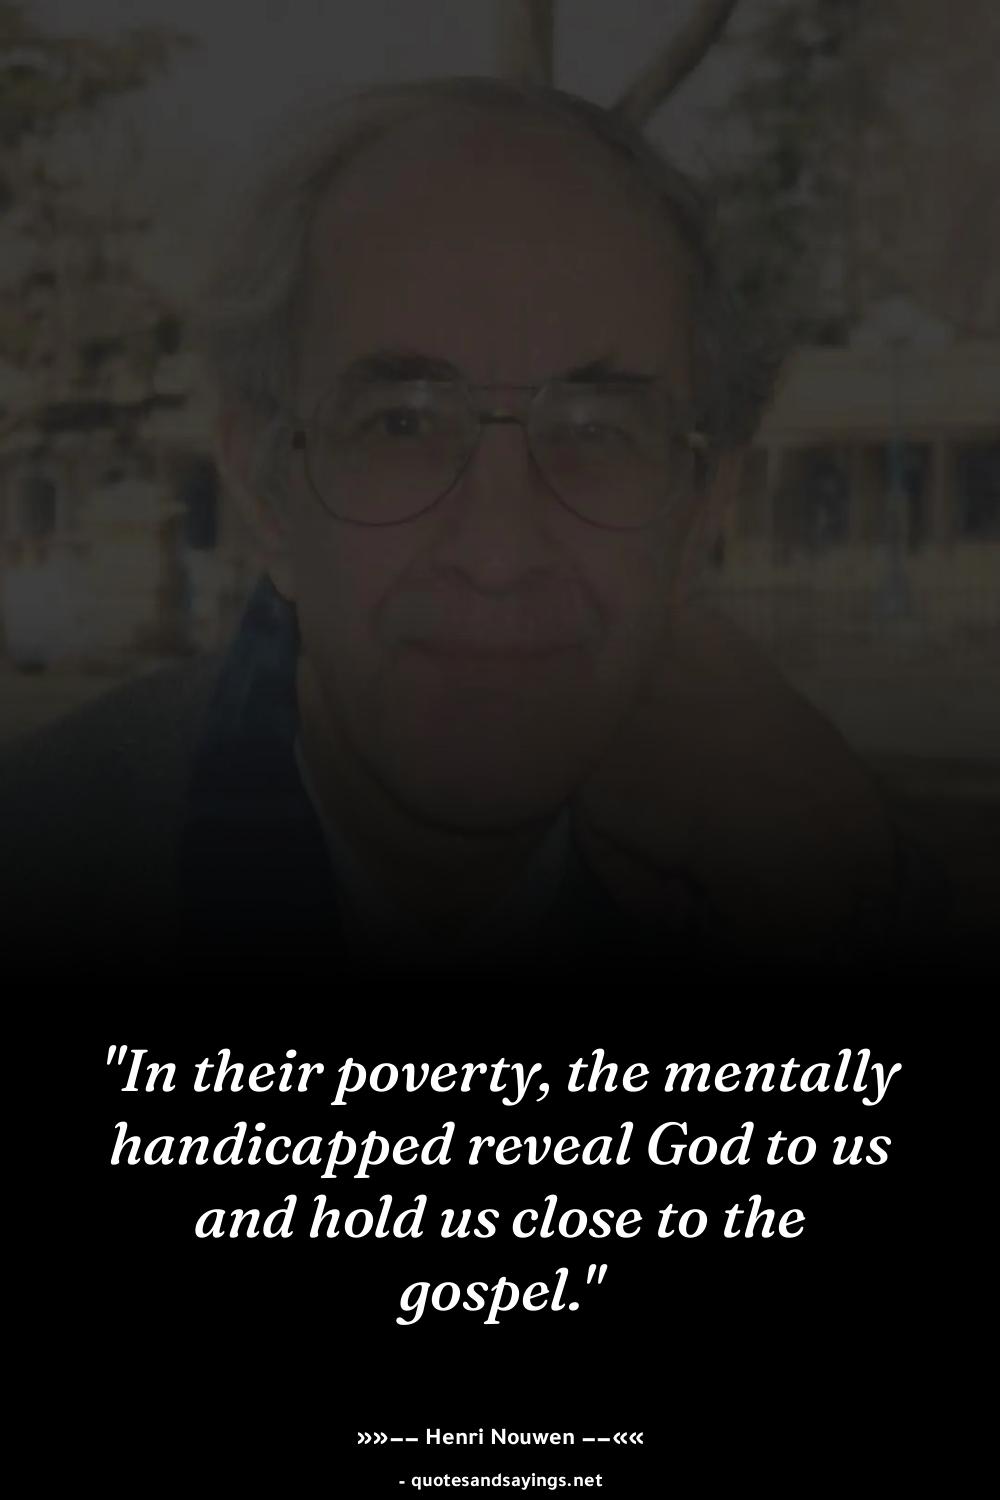 "In their poverty, the mentally
handicapped reveal God to us
and hold us close to the
gospel."
»»–– Henri Nouwen ––««
- quotesandsayings.net